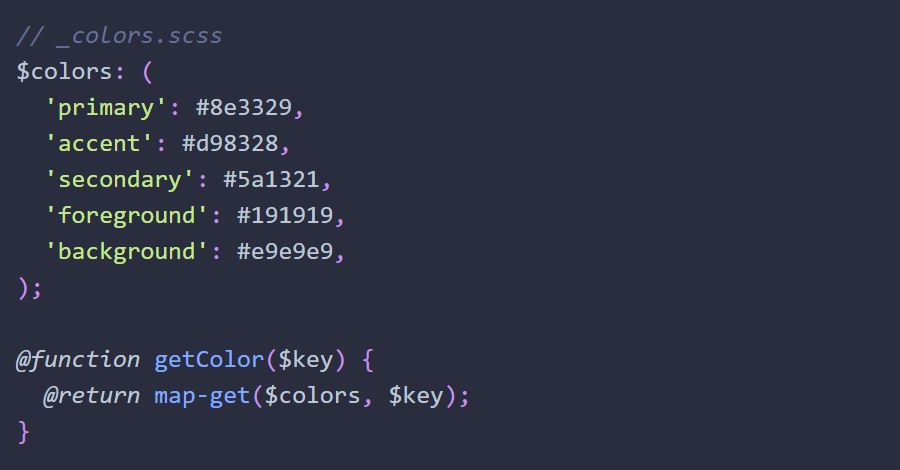 // _colors.scss
$colors: (
  'primary': #8e3329,
  'accent': #d98328,
  'secondary': #5a1321,
  'foreground': #191919,
  'background': #e9e9e9,
);

@function getColor($key) {
  @return map-get($colors, $key);
}